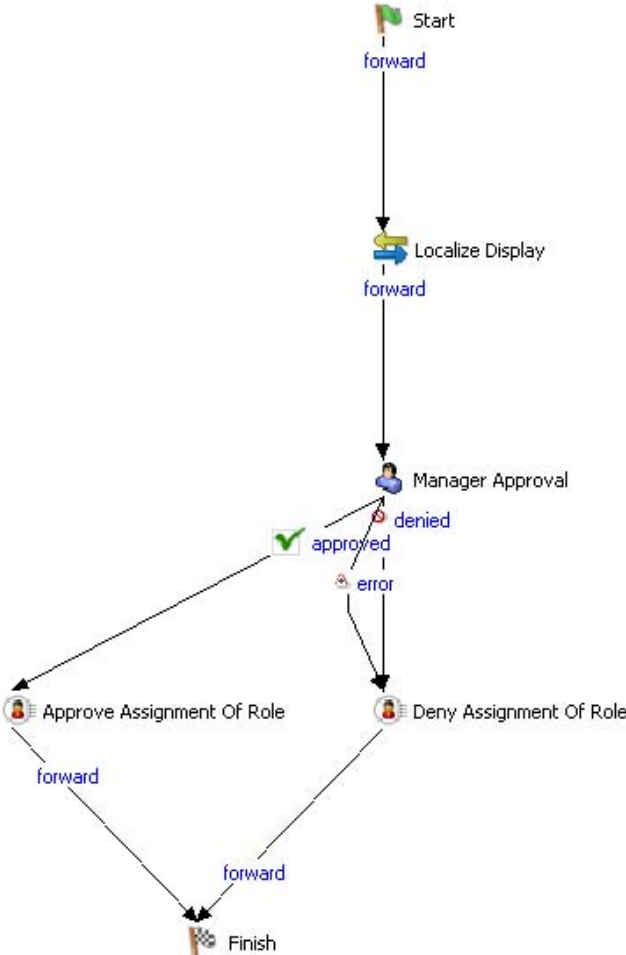 Start
forward
Localize Display
forward
Manager Approval
denied
approved
error
Approve Assignment Of Role
Deny Assignment Of Role
forward
forward
Finish